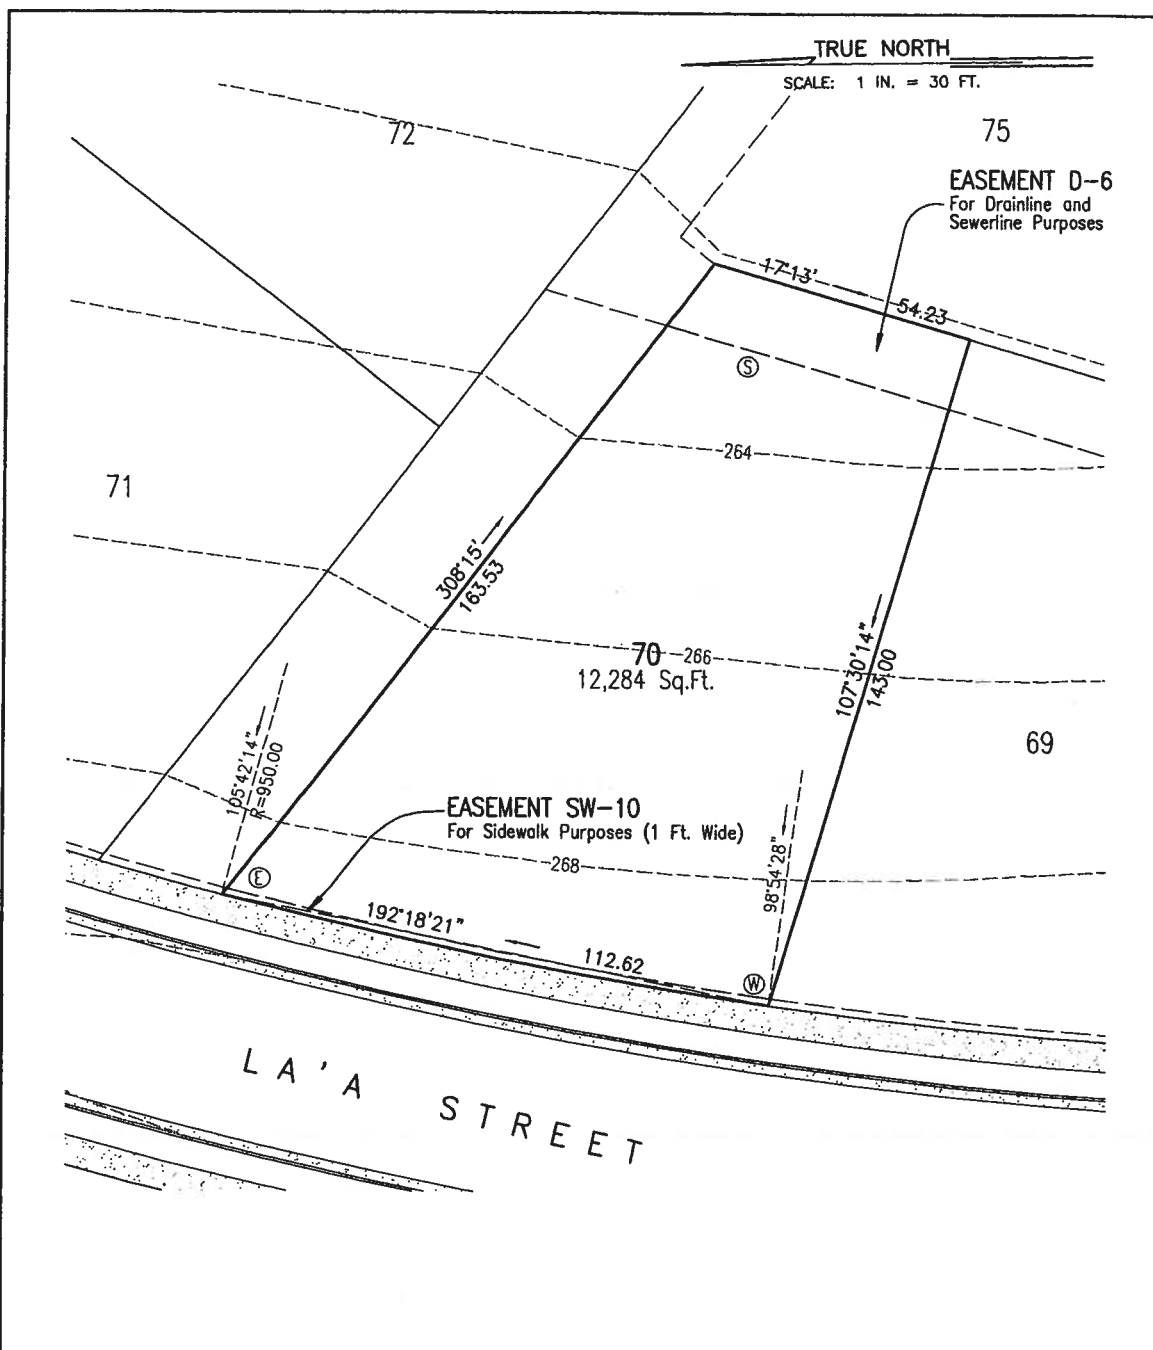 TRUE NORTH
SCALE: 1 IN. = 30 FT.
72
75
EASEMENT D-6
For Drainline and
Sewerline Purposes
17°13'
54.23
S
264
71
308°15'
163.53
70
266
12,284 Sq.Ft.
107°30'14"
143.00
69
105°42'14"
R=950.00
EASEMENT SW-10
For Sidewalk Purposes (1 Ft. Wide)
268
98°54'28"
E
192°18'21"
112.62
W
LA'A STREET